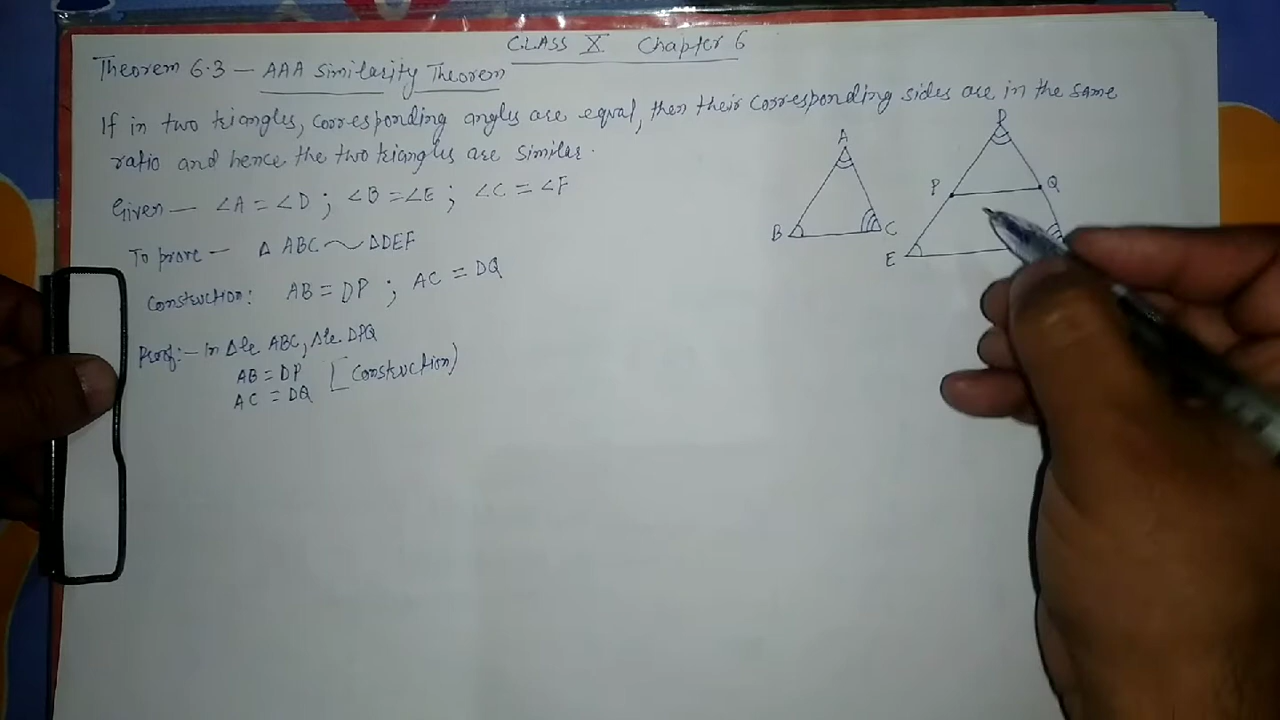 CLASS X Chapter 6
Theorem 6.3 – AAA Similarity Theorem
If in two triangles, corresponding angles are equal, then their corresponding sides are in the same
ratio and hence the two triangles are similar.
Given – ∠A = ∠D ; ∠B = ∠E ; ∠C = ∠F
To prove – Δ ABC ~ ΔDEF
Construction: AB = DP ; AC = DQ
Proof:- In Δle ABC, Δle DPQ
AB = DP [Construction)
AC = DQ
A
B
C
D
P
Q
E